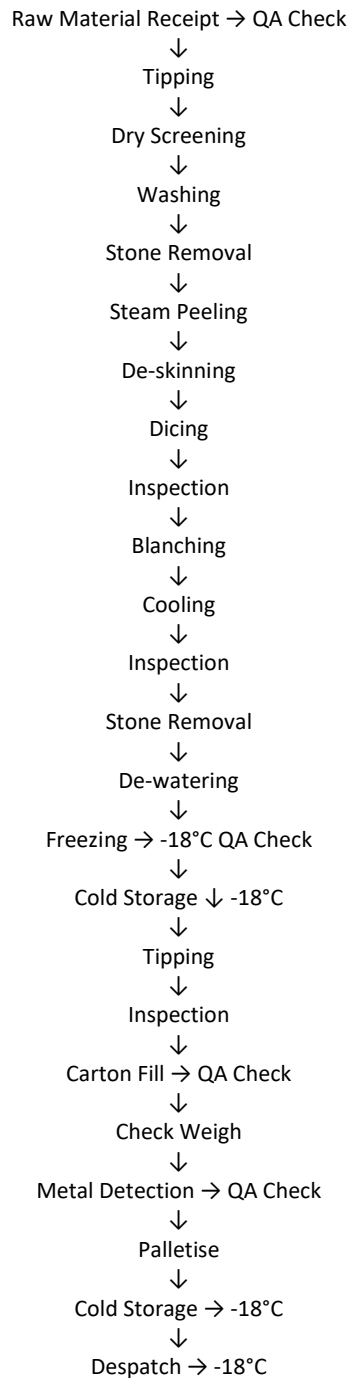 Raw Material Receipt → QA Check
↓
Tipping
↓
Dry Screening
↓
Washing
↓
Stone Removal
↓
Steam Peeling
↓
De-skinning
↓
Dicing
↓
Inspection
↓
Blanching
↓
Cooling
↓
Inspection
↓
Stone Removal
↓
De-watering
↓
Freezing → -18°C QA Check
↓
Cold Storage ↓ -18°C
↓
Tipping
↓
Inspection
↓
Carton Fill → QA Check
↓
Check Weigh
↓
Metal Detection → QA Check
↓
Palletise
↓
Cold Storage → -18°C
↓
Despatch → -18°C